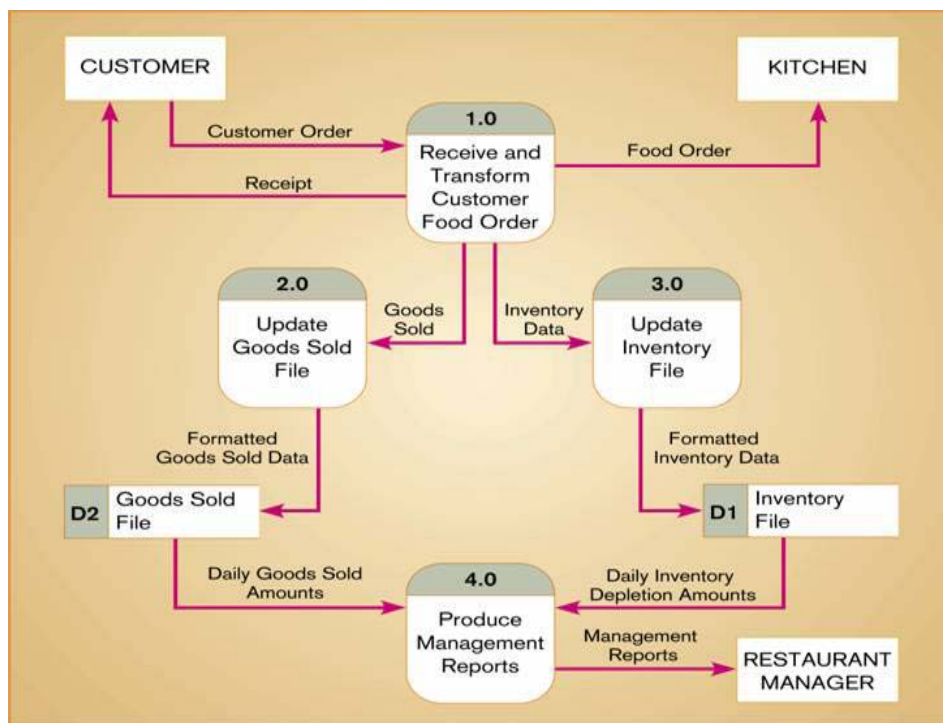 CUSTOMER
KITCHEN
1.0
Receive and
Transform
Customer
Food Order
Customer Order
Receipt
Food Order
2.0
Update
Goods Sold
File
Goods
Sold
Inventory
Data
3.0
Update
Inventory
File
Formatted
Goods Sold Data
Formatted
Inventory Data
D2
Goods Sold
File
D1
Inventory
File
Daily Goods Sold
Amounts
4.0
Produce
Management
Reports
Daily Inventory
Depletion Amounts
Management
Reports
RESTAURANT
MANAGER